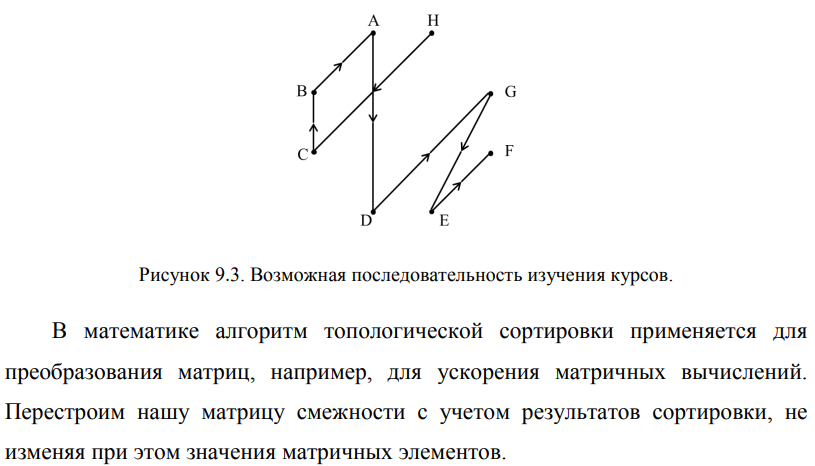 A H
B G
C F
D E
Рисунок 9.3. Возможная последовательность изучения курсов.
В математике алгоритм топологической сортировки применяется для
преобразования матриц, например, для ускорения матричных вычислений.
Перестроим нашу матрицу смежности с учетом результатов сортировки, не
изменяя при этом значения матричных элементов.